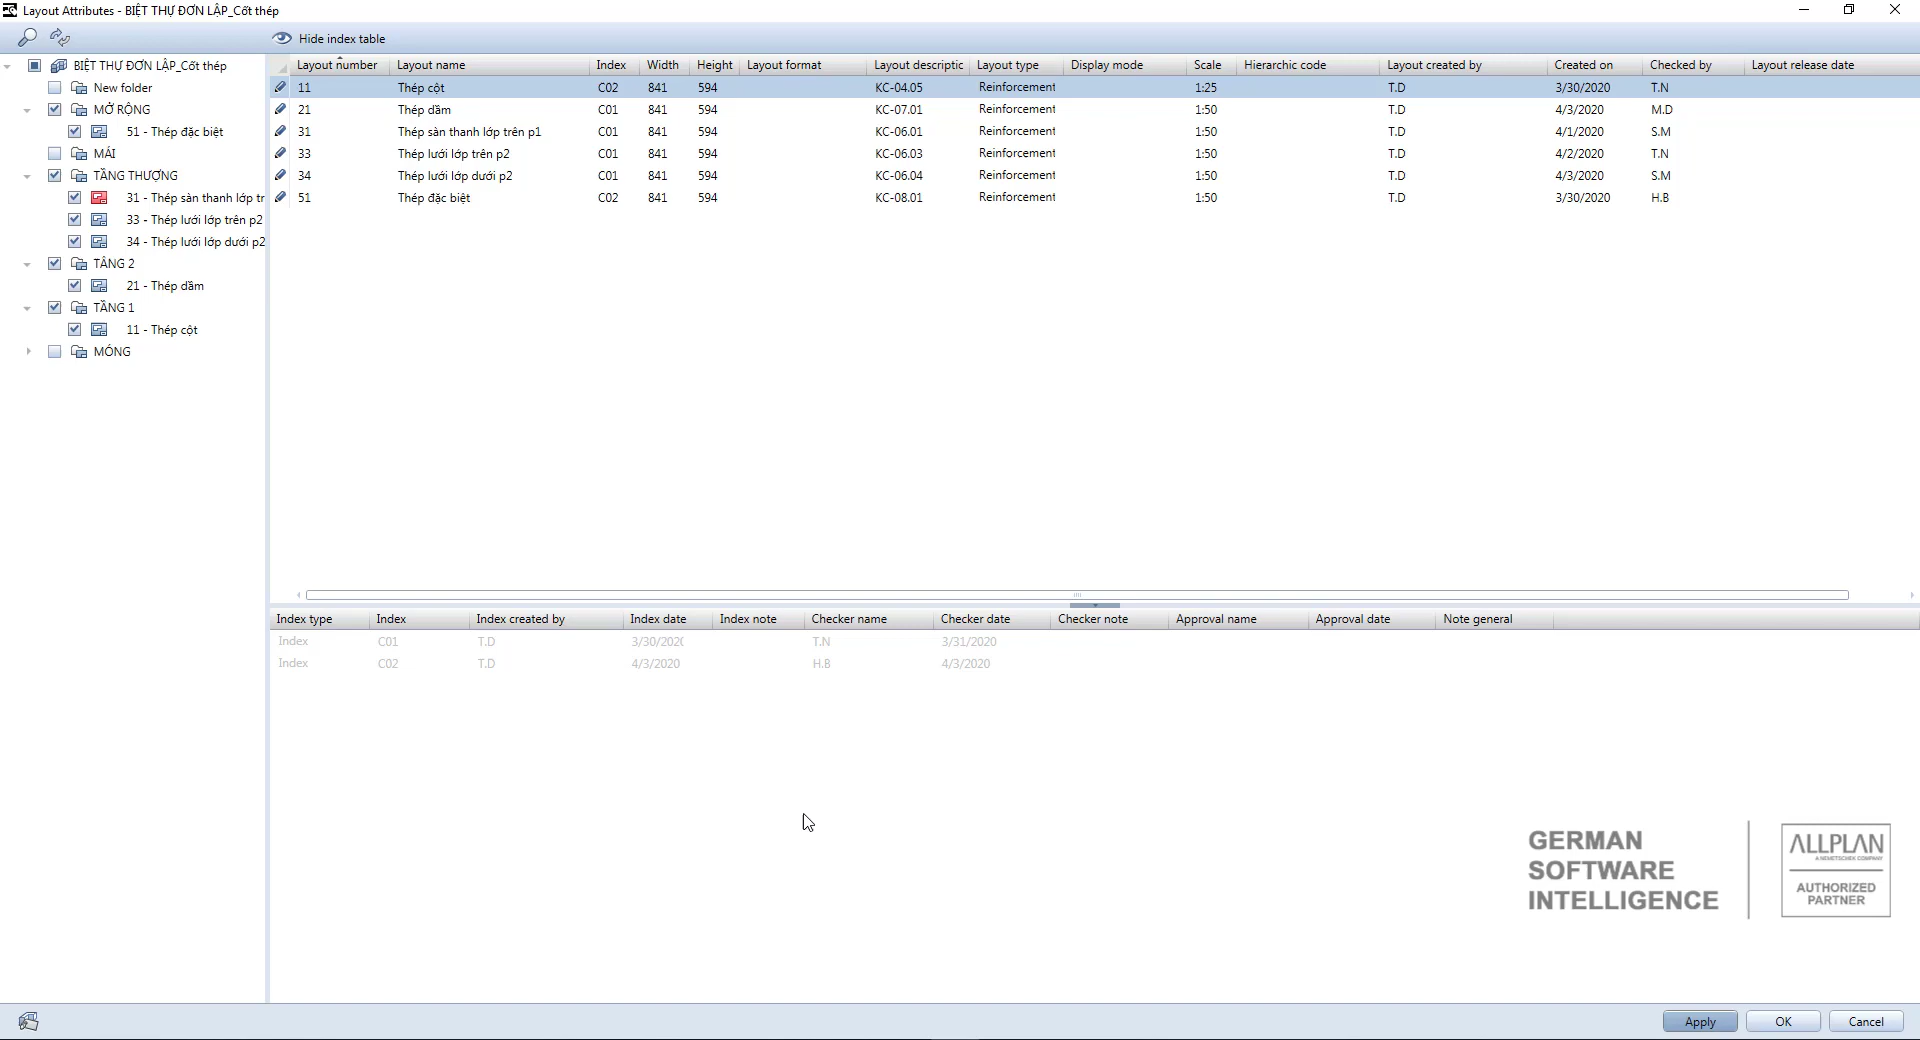 Layout Attributes - BIỆT THỰ ĐƠN LẬP_Cốt thép
Hide index table
BIỆT THỰ ĐƠN LẬP_Cốt thép
New folder
MỞ RỘNG
51 - Thép đặc biệt
MÁI
TẦNG THƯỢNG
31 - Thép sàn thanh lớp tr
33 - Thép lưới lớp trên p2
34 - Thép lưới lớp dưới p2
TẦNG 2
21 - Thép dầm
TẦNG 1
11 - Thép cột
MÓNG
Layout number Layout name Index Width Height Layout format Layout descriptic Layout type Display mode Scale Hierarchic code Layout created by Created on Checked by Layout release date
11 Thép cột C02 841 594 KC-04.05 Reinforcement 1:25 T.D 3/30/2020 T.N
21 Thép dầm C01 841 594 KC-07.01 Reinforcement 1:50 T.D 4/3/2020 M.D
31 Thép sàn thanh lớp trên p1 C01 841 594 KC-06.01 Reinforcement 1:50 T.D 4/1/2020 S.M
33 Thép lưới lớp trên p2 C01 841 594 KC-06.03 Reinforcement 1:50 T.D 4/2/2020 T.N
34 Thép lưới lớp dưới p2 C01 841 594 KC-06.04 Reinforcement 1:50 T.D 4/3/2020 S.M
51 Thép đặc biệt C02 841 594 KC-08.01 Reinforcement 1:50 T.D 3/30/2020 H.B
Index type Index Index created by Index date Index note Checker name Checker date Checker note Approval name Approval date Note general
Index C01 T.D 3/30/202( T.N 3/31/2020
Index C02 T.D 4/3/2020 H.B 4/3/2020
GERMAN
SOFTWARE
INTELLIGENCE
ALLPLAN
A NEMETSCHEK COMPANY
AUTHORIZED
PARTNER
Apply OK Cancel